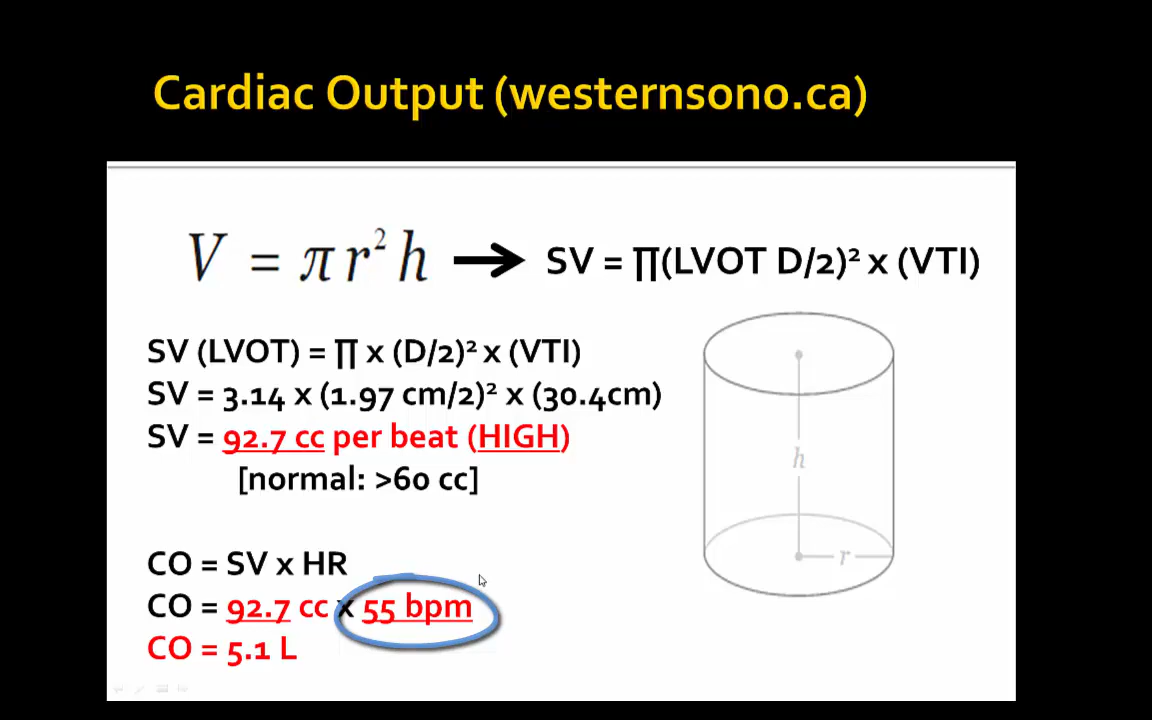 Cardiac Output (westernsono.ca)
V = π r² h → SV = ∏(LVOT D/2)² x (VTI)
SV (LVOT) = ∏ x (D/2)² x (VTI)
SV = 3.14 x (1.97 cm/2)² x (30.4cm)
SV = 92.7 cc per beat (HIGH)
[normal: >60 cc]
h
r
CO = SV x HR
CO = 92.7 cc x 55 bpm
CO = 5.1 L